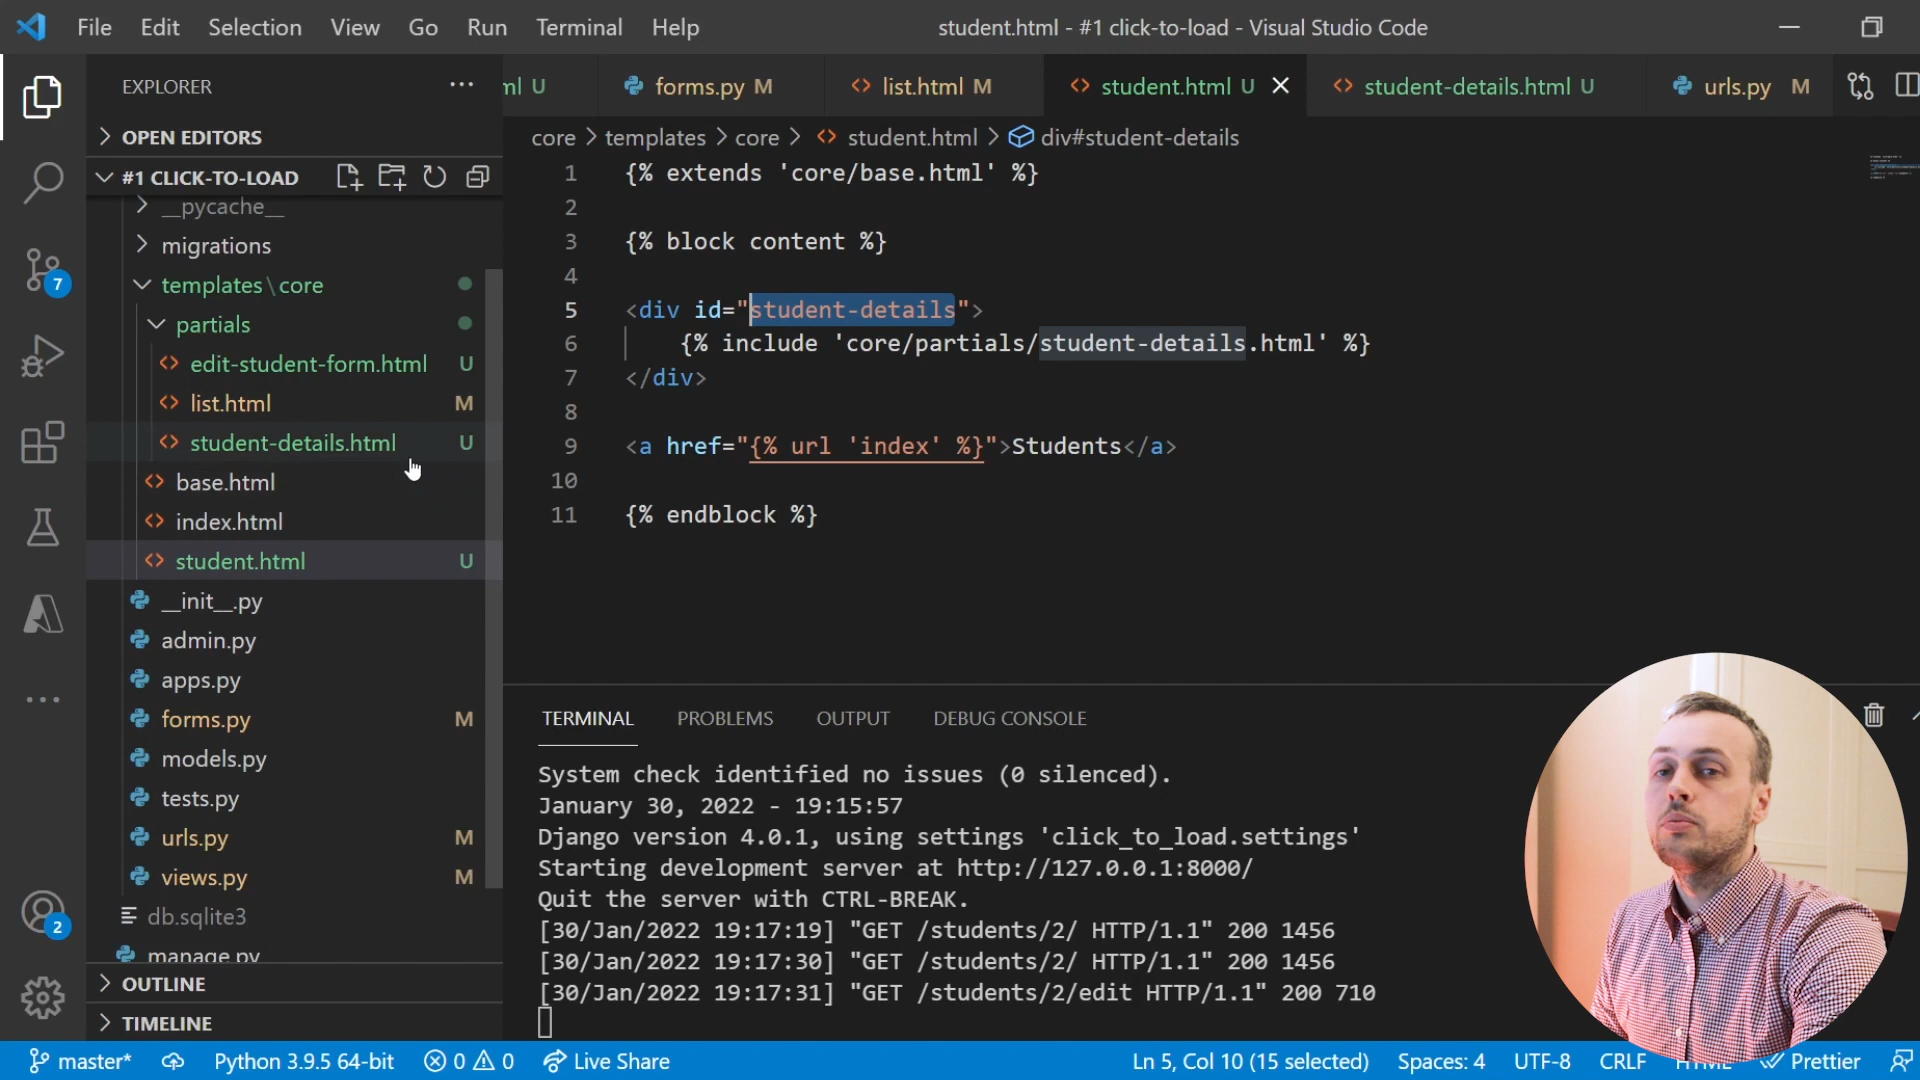 File Edit Selection View Go Run Terminal Help
student.html - #1 click-to-load - Visual Studio Code
EXPLORER
ml U
forms.py M
list.html M
student.html U
student-details.html U
urls.py M
OPEN EDITORS
core > templates > core > student.html > div#student-details
#1 CLICK-TO-LOAD
__pycache__
migrations
templates\core
partials
edit-student-form.html U
list.html M
student-details.html U
base.html
index.html
student.html U
__init__.py
admin.py
apps.py
forms.py M
models.py
tests.py
urls.py M
views.py M
db.sqlite3
manage.py
OUTLINE
TIMELINE
7
2
1 {% extends 'core/base.html' %}
2
3 {% block content %}
4
5 <div id="student-details">
6 {% include 'core/partials/student-details.html' %}
7 </div>
8
9 <a href="{% url 'index' %}">Students</a>
10
11 {% endblock %}
TERMINAL PROBLEMS OUTPUT DEBUG CONSOLE
System check identified no issues (0 silenced).
January 30, 2022 - 19:15:57
Django version 4.0.1, using settings 'click_to_load.settings'
Starting development server at http://127.0.0.1:8000/
Quit the server with CTRL-BREAK.
[30/Jan/2022 19:17:19] "GET /students/2/ HTTP/1.1" 200 1456
[30/Jan/2022 19:17:30] "GET /students/2/ HTTP/1.1" 200 1456
[30/Jan/2022 19:17:31] "GET /students/2/edit HTTP/1.1" 200 710
master* Python 3.9.5 64-bit 0 0 Live Share Ln 5, Col 10 (15 selected) Spaces: 4 UTF-8 CRLF HTML Prettier